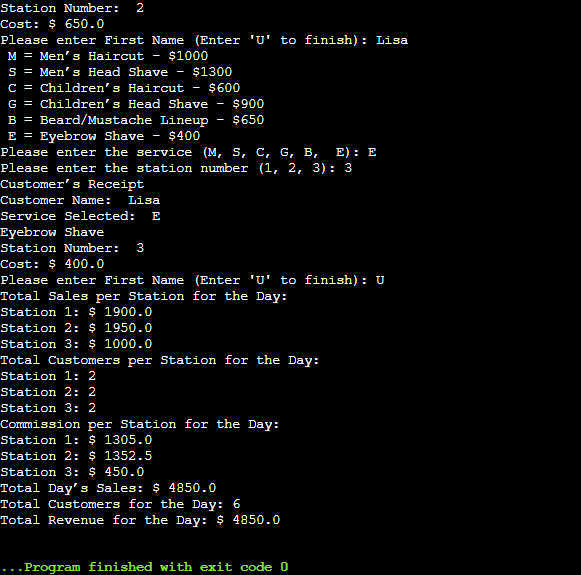 Station Number:  2
Cost: $ 650.0
Please enter First Name (Enter 'U' to finish): Lisa
 M = Men's Haircut - $1000
 S = Men's Head Shave - $1300
 C = Children's Haircut - $600
 G = Children's Head Shave - $900
 B = Beard/Mustache Lineup - $650
 E = Eyebrow Shave - $400
Please enter the service (M, S, C, G, B,  E): E
Please enter the station number (1, 2, 3): 3
Customer's Receipt
Customer Name:  Lisa
Service Selected:  E
Eyebrow Shave
Station Number:  3
Cost: $ 400.0
Please enter First Name (Enter 'U' to finish): U
Total Sales per Station for the Day:
Station 1: $ 1900.0
Station 2: $ 1950.0
Station 3: $ 1000.0
Total Customers per Station for the Day:
Station 1: 2
Station 2: 2
Station 3: 2
Commission per Station for the Day:
Station 1: $ 1305.0
Station 2: $ 1352.5
Station 3: $ 450.0
Total Day's Sales: $ 4850.0
Total Customers for the Day: 6
Total Revenue for the Day: $ 4850.0
...Program finished with exit code 0